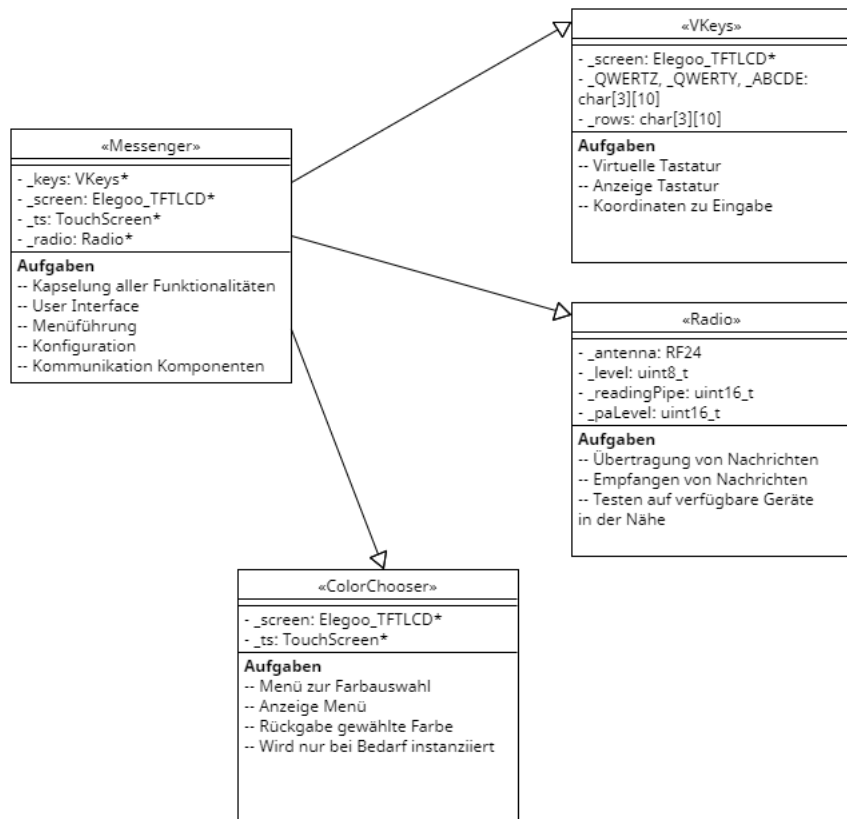 «VKeys»
- _screen: Elegoo_TFTLCD*
- _QWERTZ, _QWERTY, _ABCDE:
char[3][10]
- _rows: char[3][10]
Aufgaben
-- Virtuelle Tastatur
-- Anzeige Tastatur
-- Koordinaten zu Eingabe
«Messenger»
- _keys: VKeys*
- _screen: Elegoo_TFTLCD*
- _ts: TouchScreen*
- _radio: Radio*
Aufgaben
-- Kapselung aller Funktionalitäten
-- User Interface
-- Menüführung
-- Konfiguration
-- Kommunikation Komponenten
«Radio»
- _antenna: RF24
- _level: uint8_t
- _readingPipe: uint16_t
- _paLevel: uint16_t
Aufgaben
-- Übertragung von Nachrichten
-- Empfangen von Nachrichten
-- Testen auf verfügbare Geräte
in der Nähe
«ColorChooser»
- _screen: Elegoo_TFTLCD*
- _ts: TouchScreen*
Aufgaben
-- Menü zur Farbauswahl
-- Anzeige Menü
-- Rückgabe gewählte Farbe
-- Wird nur bei Bedarf instanziiert